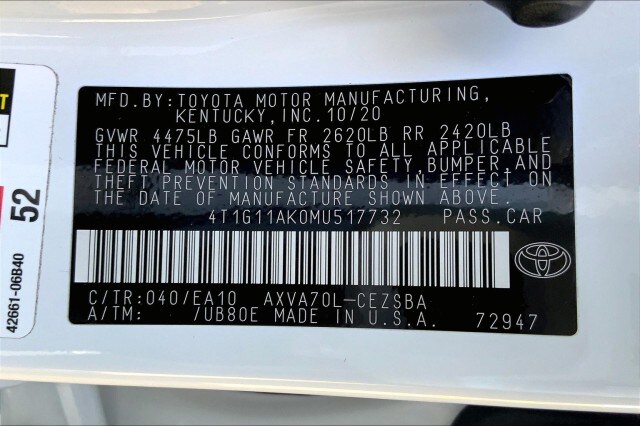 MFD.BY:TOYOTA MOTOR MANUFACTURING,
KENTUCKY,INC.10/20
GVWR 4475LB GAWR FR 2620LB RR 2420LB
THIS VEHICLE CONFORMS TO ALL APPLICABLE
FEDERAL MOTOR VEHICLE SAFETY,BUMPER,AND
THEFT PREVENTION STANDARDS IN EFFECT ON
THE DATE OF MANUFACTURE SHOWN ABOVE.
4T1G11AK0MU517732 PASS.CAR
C/TR:040/EA10 AXVA70L-CEZSBA
A/TM: 7UB80E MADE IN U.S.A. 72947
52
42661-06B40